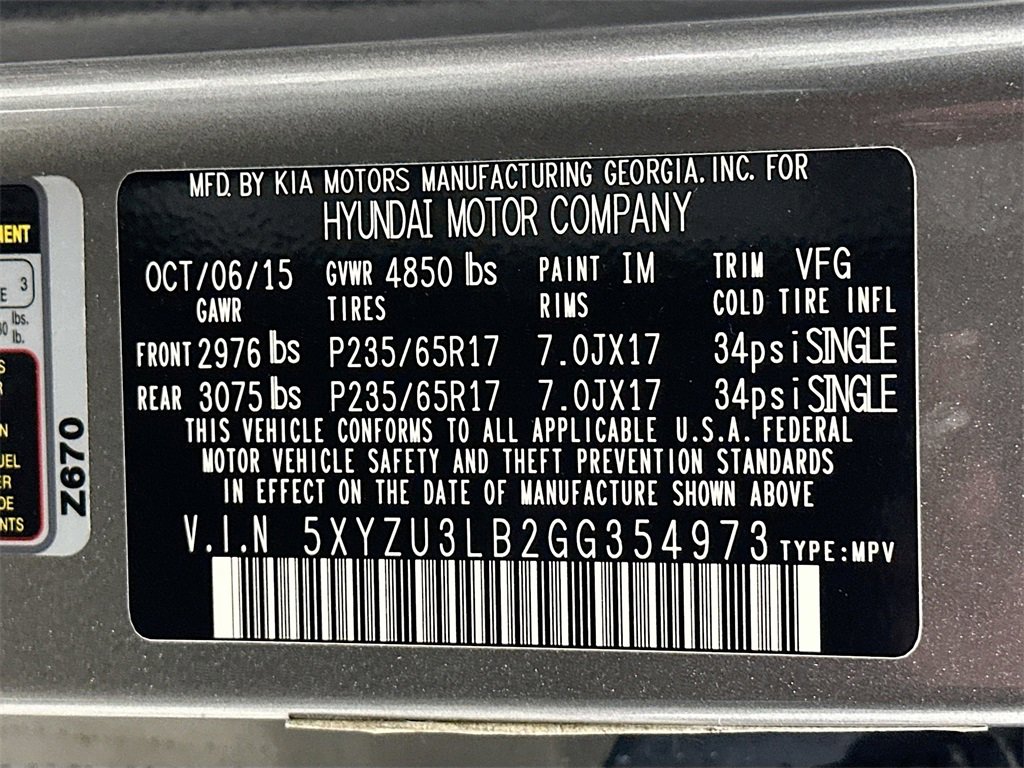 MFD. BY KIA MOTORS MANUFACTURING GEORGIA. INC. FOR
HYUNDAI MOTOR COMPANY
OCT/06/15 GVWR 4850 lbs PAINT IM TRIM VFG
GAWR TIRES RIMS COLD TIRE INFL
FRONT 2976 lbs P235/65R17 7.0JX17 34psi SINGLE
REAR 3075 lbs P235/65R17 7.0JX17 34psi SINGLE
THIS VEHICLE CONFORMS TO ALL APPLICABLE U.S.A. FEDERAL
MOTOR VEHICLE SAFETY AND THEFT PREVENTION STANDARDS
IN EFFECT ON THE DATE OF MANUFACTURE SHOWN ABOVE
V.I.N 5XYZU3LB2GG354973 TYPE:MPV
3
lbs.
lb.
Z670